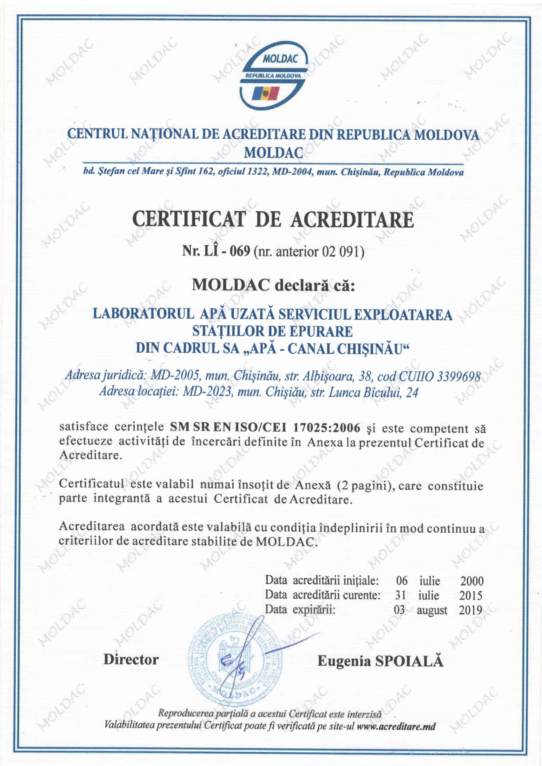 MOLDAC
REPUBLICA MOLDOVA
CENTRUL NAȚIONAL DE ACREDITARE DIN REPUBLICA MOLDOVA
MOLDAC
bd. Ștefan cel Mare și Sfînt 162, oficiul 1322, MD-2004, mun. Chișinău, Republica Moldova
CERTIFICAT DE ACREDITARE
Nr. LÎ - 069 (nr. anterior 02 091)
MOLDAC declară că:
LABORATORUL APĂ UZATĂ SERVICIUL EXPLOATAREA
STAȚIILOR DE EPURARE
DIN CADRUL SA „APĂ - CANAL CHIȘINĂU“
Adresa juridică: MD-2005, mun. Chișinău, str. Albișoara, 38, cod CUIIO 3399698
Adresa locației: MD-2023, mun. Chișiău, str. Lunca Bîcului, 24
satisface cerințele SM SR EN ISO/CEI 17025:2006 și este competent să
efectueze activități de încercări definite în Anexa la prezentul Certificat de
Acreditare.
Certificatul este valabil numai însoțit de Anexă (2 pagini), care constituie
parte integrantă a acestui Certificat de Acreditare.
Acreditarea acordată este valabilă cu condiția îndeplinirii în mod continuu a
criteriilor de acreditare stabilite de MOLDAC.
Data acreditării inițiale: 06 iulie 2000
Data acreditării curente: 31 iulie 2015
Data expirării: 03 august 2019
Director Eugenia SPOIALĂ
MOLDAC
Reproducerea parțială a acestui Certificat este interzisă
Valabilitatea prezentului Certificat poate fi verificată pe site-ul www.acreditare.md